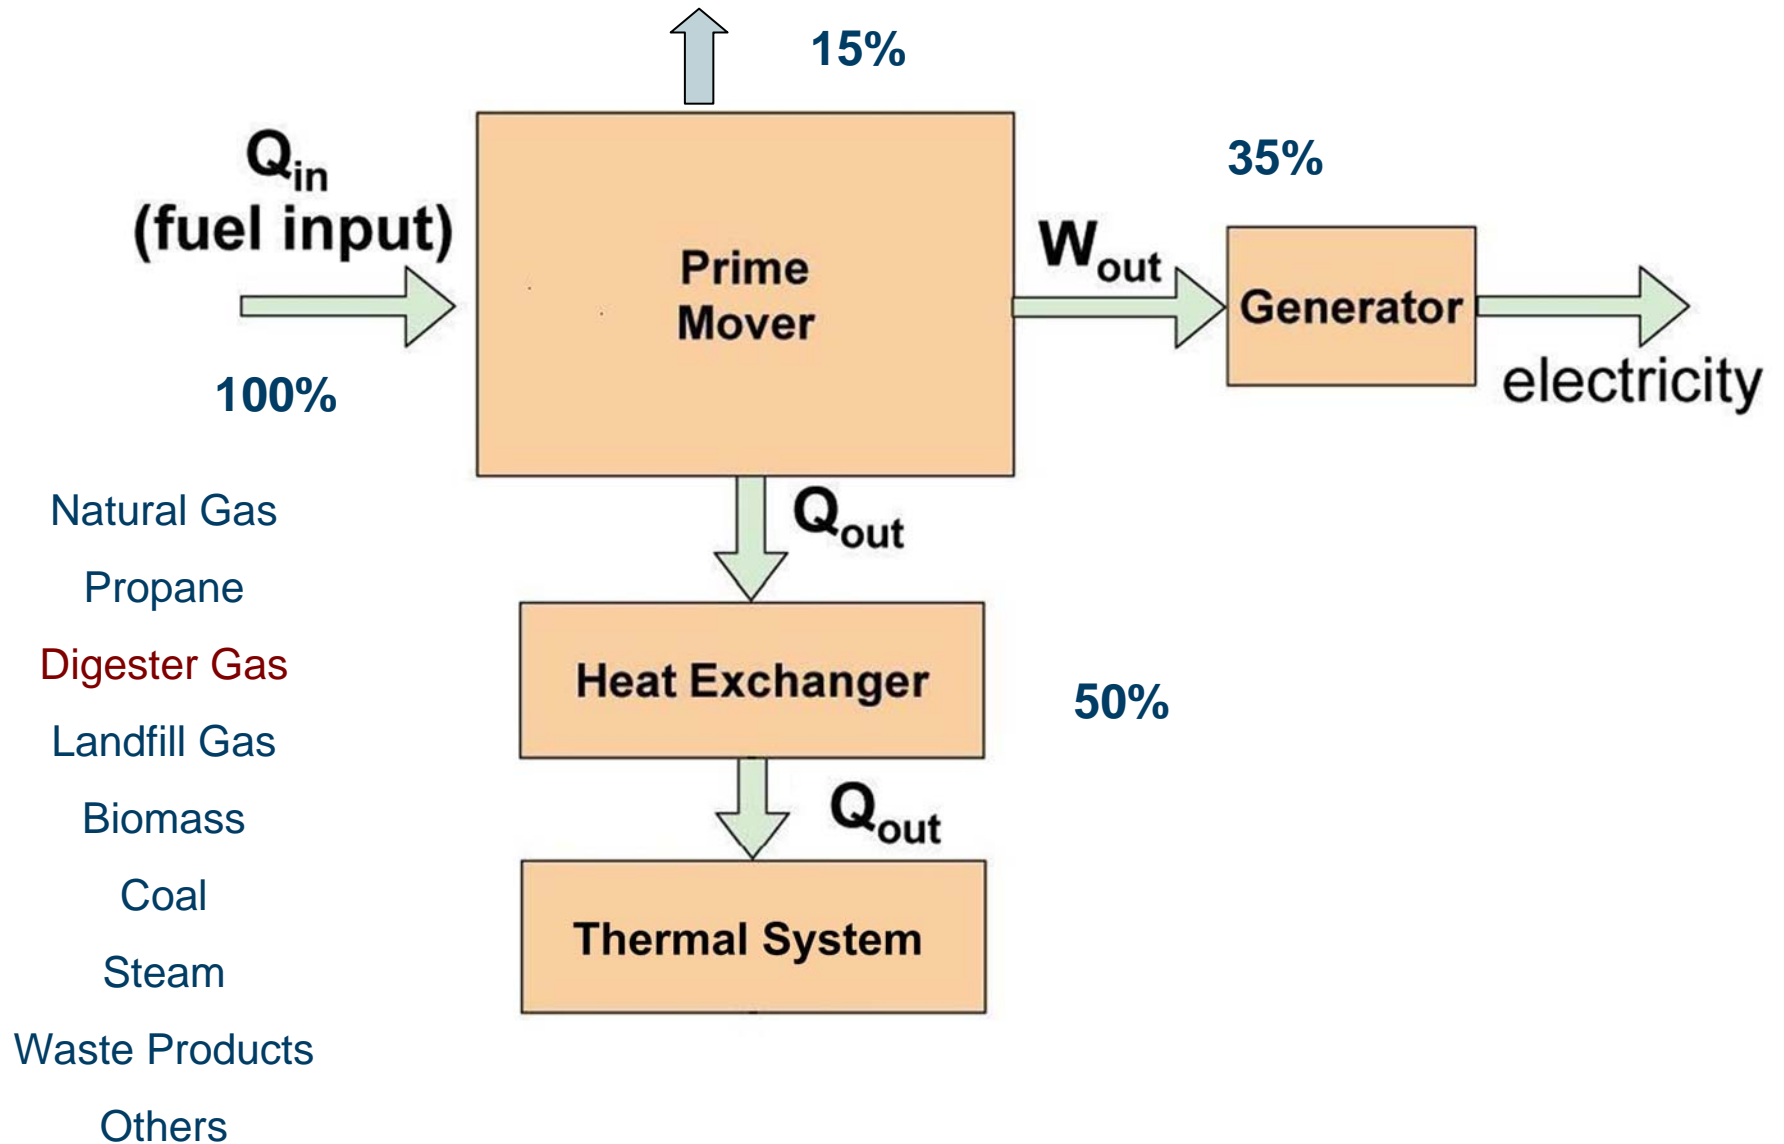 15%
Qin
(fuel input)
100%
Prime
Mover
Wout
35%
Generator
electricity
Qout
Heat Exchanger
50%
Qout
Thermal System
Natural Gas
Propane
Digester Gas
Landfill Gas
Biomass
Coal
Steam
Waste Products
Others